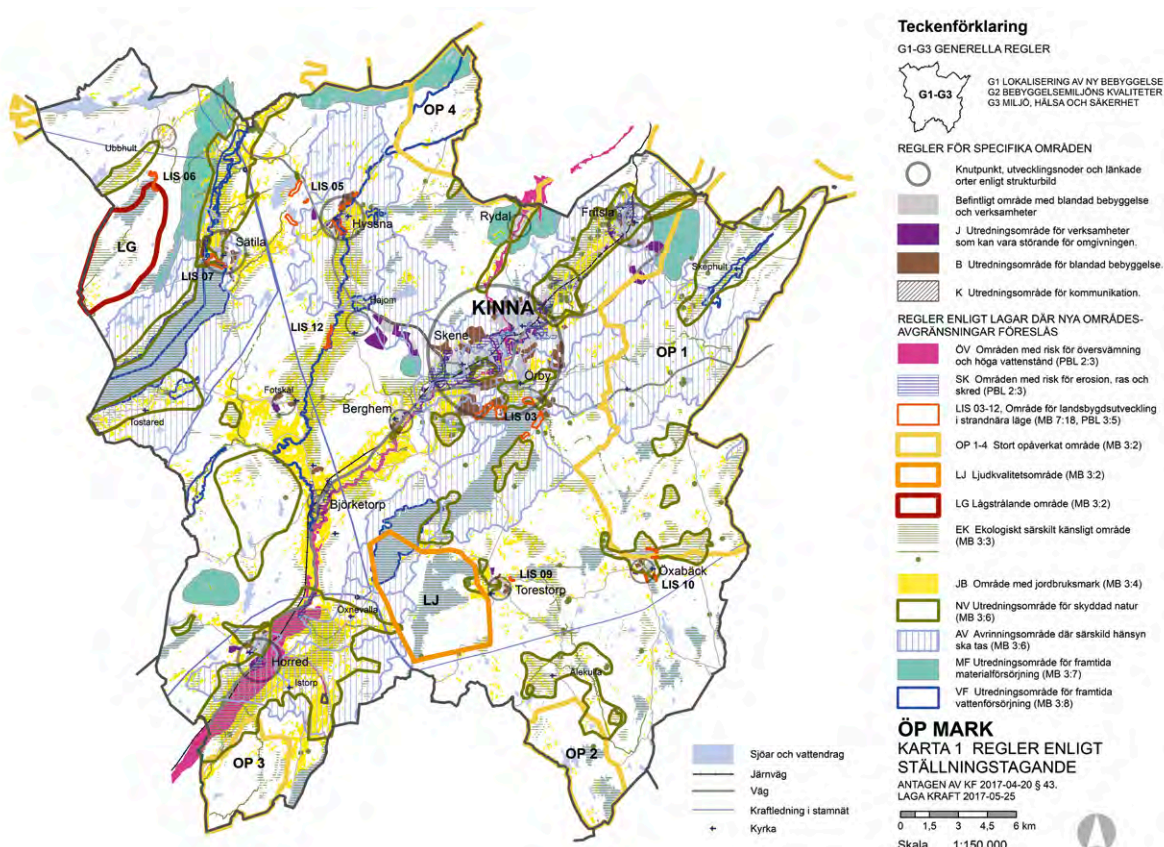 Teckenförklaring
G1-G3 GENERELLA REGLER
G1-G3
G1 LOKALISERING AV NY BEBYGGELSE
G2 BEBYGGELSEMILJÖNS KVALITETER
G3 MILJÖ, HÄLSA OCH SÄKERHET
REGLER FÖR SPECIFIKA OMRÅDEN
Knutpunkt, utvecklingsnoder och länkade
orter enligt strukturbild
Befintligt område med blandad bebyggelse
och verksamheter
J Utredningsområde för verksamheter
som kan vara störande för omgivningen.
B Utredningsområde för blandad bebyggelse.
K Utredningsområde för kommunikation.
REGLER ENLIGT LAGAR DÄR NYA OMRÅDES-
AVGRÄNSNINGAR FÖRESLÅS
ÖV Områden med risk för översvämning
och höga vattenstånd (PBL 2:3)
SK Områden med risk för erosion, ras och
skred (PBL 2:3)
LIS 03-12, Område för landsbygdsutveckling
i strandnära läge (MB 7:18, PBL 3:5)
OP 1-4 Stort opåverkat område (MB 3:2)
LJ Ljudkvalitetsområde (MB 3:2)
LG Lågstrålande område (MB 3:2)
EK Ekologiskt särskilt känsligt område
(MB 3:3)
JB Område med jordbruksmark (MB 3:4)
NV Utredningsområde för skyddad natur
(MB 3:6)
AV Avrinningsområde där särskild hänsyn
ska tas (MB 3:6)
MF Utredningsområde för framtida
materialförsörjning (MB 3:7)
VF Utredningsområde för framtida
vattenförsörjning (MB 3:8)
ÖP MARK
KARTA 1 REGLER ENLIGT
STÄLLNINGSTAGANDE
ANTAGEN AV KF 2017-04-20 § 43.
LAGA KRAFT 2017-05-25
0 1,5 3 4,5 6 km
Skala 1:150 000
Sjöar och vattendrag
Järnväg
Väg
Kraftledning i stamnät
Kyrka
OP 4
Ubbhult
LIS 06
LIS 05
Hyssna
Rydal
Fritsla
LG
Sätila
Skephult
LIS 07
Hajom
KINNA
LIS 12
Skene
OP 1
Örby
Fotskäl
Berghem
LIS 03
Tostared
Björketorp
Öxabäck
LIS 09
LIS 10
LJ
Torestorp
Öxnevalla
Horred
Istorp
Älekulla
OP 3
OP 2